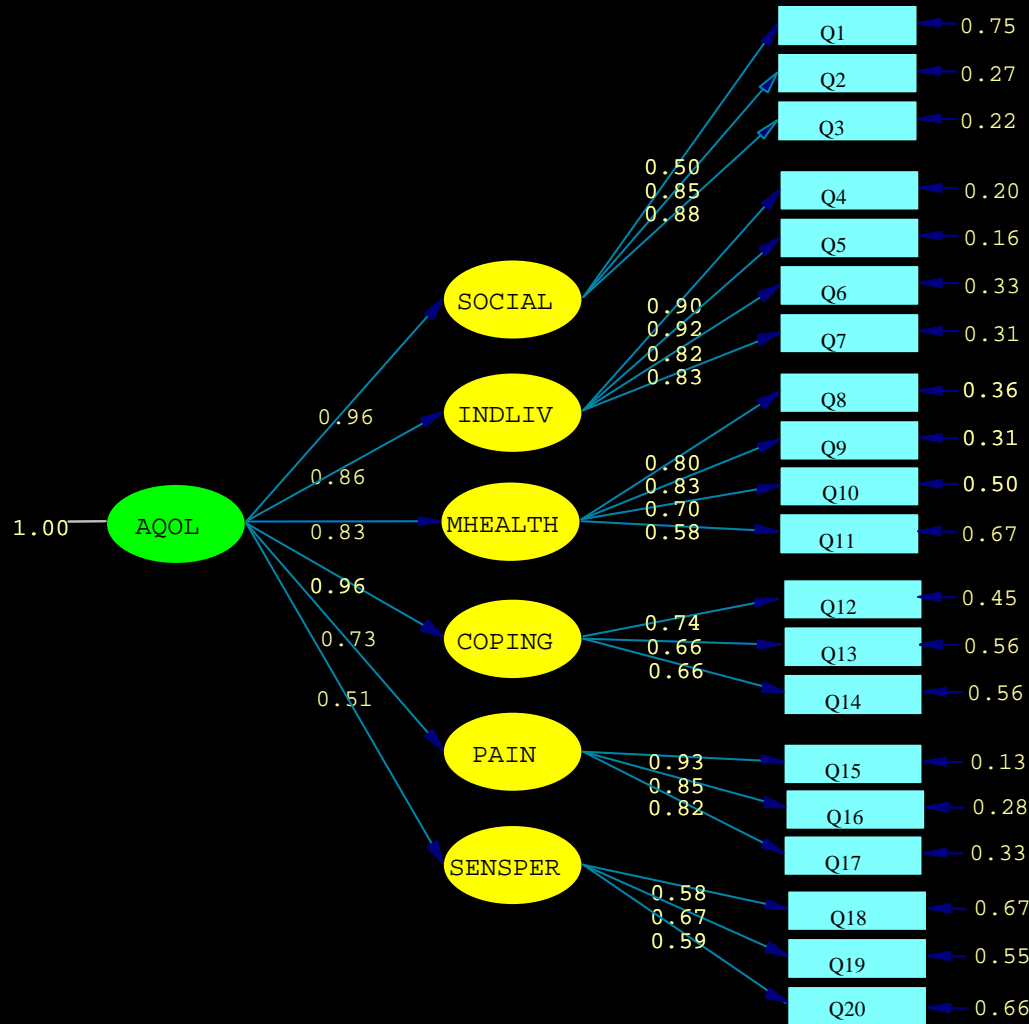 Q1 0.75
Q2 0.27
Q3 0.22
0.50
0.85
0.88
Q4 0.20
Q5 0.16
Q6 0.33
Q7 0.31
SOCIAL
0.90
0.92
0.82
0.83
0.96
INDLIV
Q8 0.36
Q9 0.31
Q10 0.50
Q11 0.67
0.86
0.80
0.83
0.70
0.58
1.00 AQOL
0.83
MHEALTH
0.96
0.73
0.51
COPING
0.74
0.66
0.66
Q12 0.45
Q13 0.56
Q14 0.56
PAIN
0.93
0.85
0.82
Q15 0.13
Q16 0.28
Q17 0.33
SENSPER
0.58
0.67
0.59
Q18 0.67
Q19 0.55
Q20 0.66